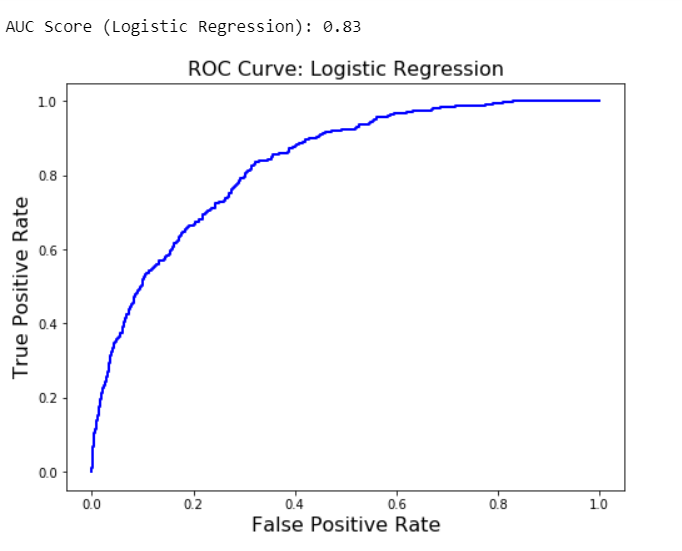 AUC Score (Logistic Regression): 0.83
ROC Curve: Logistic Regression
1.0
0.8
0.6
0.4
0.2
0.0
True Positive Rate
0.0 0.2 0.4 0.6 0.8 1.0
False Positive Rate